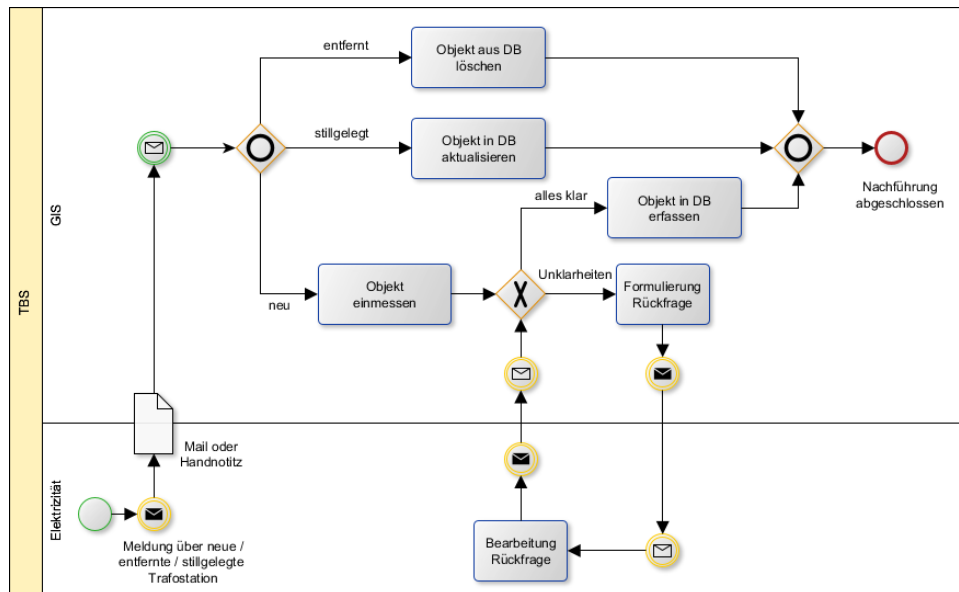 TBS
GIS
Elektrizität
entfernt
Objekt aus DB
löschen
stillgelegt
Objekt in DB
aktualisieren
Nachführung
abgeschlossen
alles klar
Objekt in DB
erfassen
neu
Objekt
einmessen
Unklarheiten
Formulierung
Rückfrage
Mail oder
Handnotitz
Meldung über neue /
entfernte / stillgelegte
Trafostation
Bearbeitung
Rückfrage